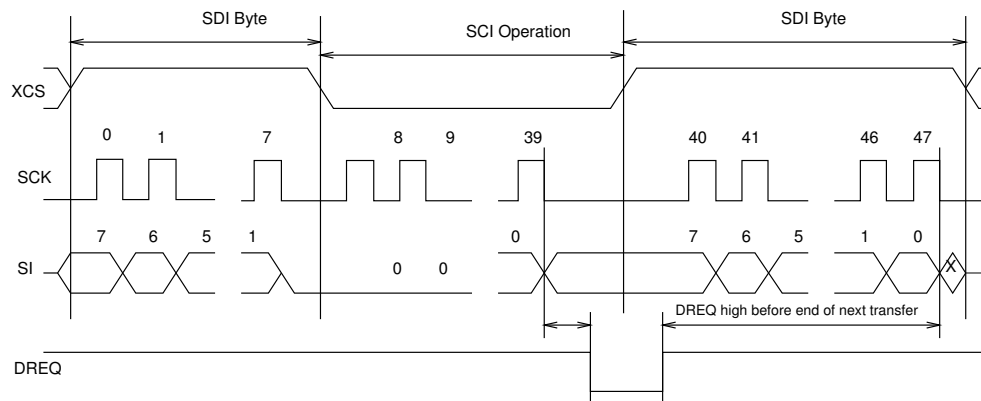 SDI Byte
SCI Operation
SDI Byte
XCS
0 1 7 8 9 39 40 41 46 47
SCK
7 6 5 1 0 7 6 5 1 0
SI
0 0 X
DREQ high before end of next transfer
DREQ